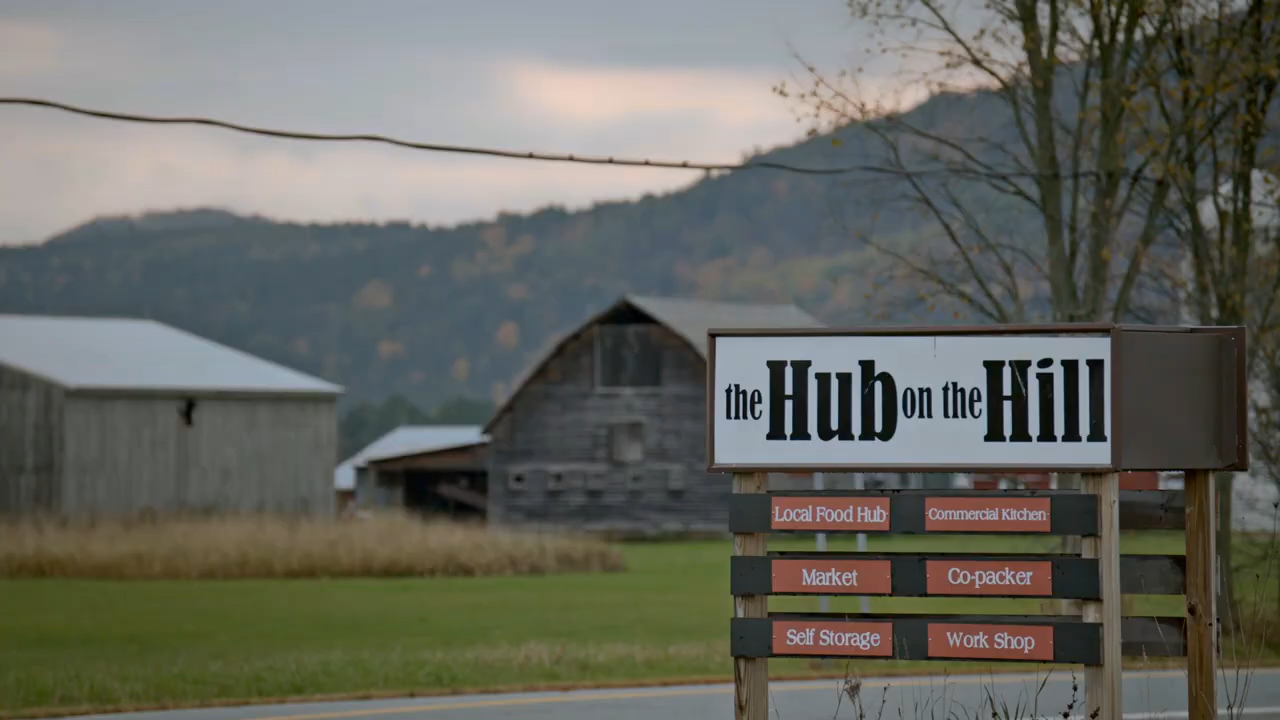 the Hub on the Hill
Local Food Hub Commercial Kitchen
Market Co-packer
Self Storage Work Shop